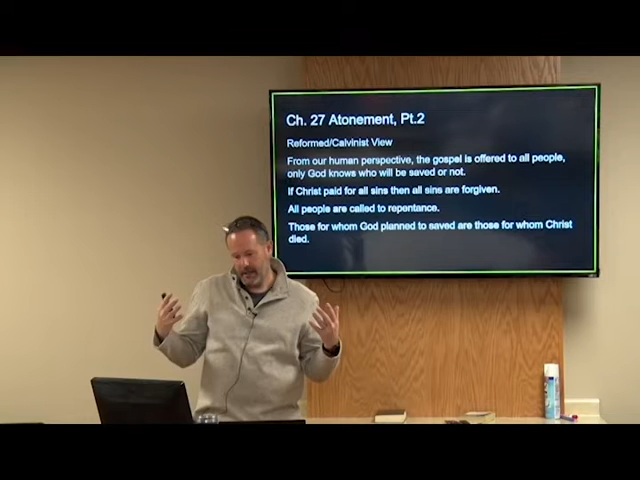 Ch. 27 Atonement, Pt.2
Reformed/Calvinist View
From our human perspective, the gospel is offered to all people,
only God knows who will be saved or not.
If Christ paid for all sins then all sins are forgiven.
All people are called to repentance.
Those for whom God planned to saved are those for whom Christ
died.